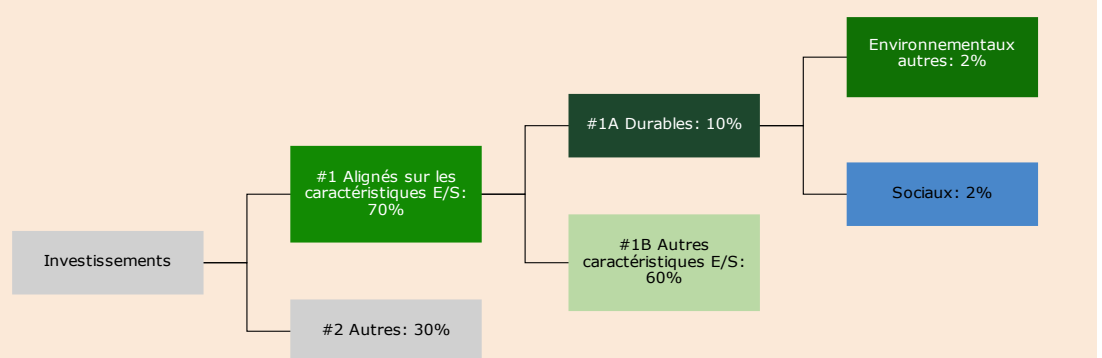 Environnementaux
autres: 2%
#1A Durables: 10%
#1 Alignés sur les
caractéristiques E/S:
70%
Sociaux: 2%
#1B Autres
caractéristiques E/S:
60%
Investissements
#2 Autres: 30%